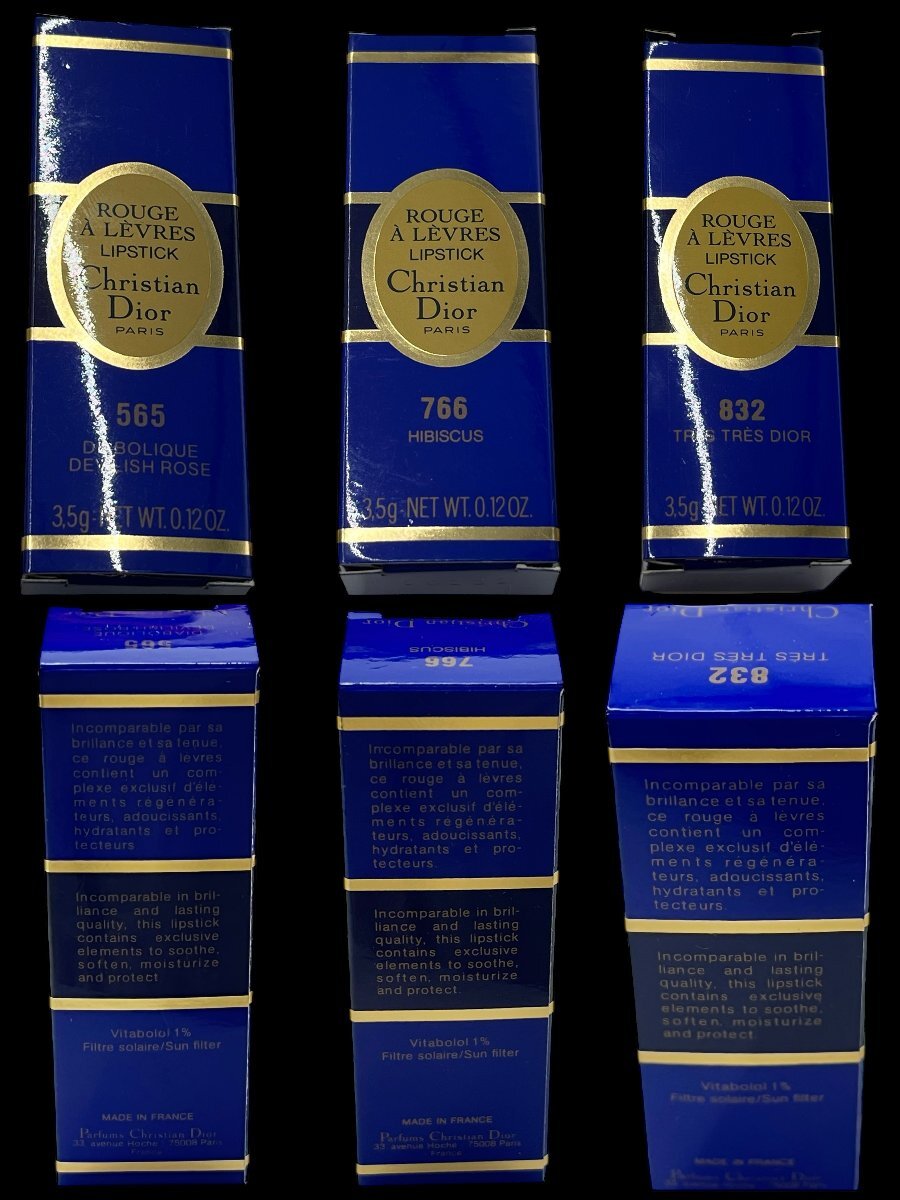 ROUGE
À LÈVRES
LIPSTICK
Christian
Dior
PARIS
565
DIABOLIQUE
DEVILISH ROSE
3,5g-NET WT. 0.12 OZ.
ROUGE
À LÈVRES
LIPSTICK
Christian
Dior
PARIS
766
HIBISCUS
3,5g-NET WT. 0.12 OZ.
ROUGE
À LÈVRES
LIPSTICK
Christian
Dior
PARIS
832
TRÈS TRÈS DIOR
3,5g-NET WT. 0.12 OZ.
DIABOLIQUE
565
Incomparable par sa
brillance et sa tenue,
ce rouge à lèvres
contient un com-
plexe exclusif d'élé-
ments régénéra-
teurs, adoucissants,
hydratants et pro-
tecteurs.
Incomparable in bril-
liance and lasting
quality, this lipstick
contains exclusive
elements to soothe,
soften, moisturize
and protect.
Vitabolol 1%
Filtre solaire/Sun filter
MADE IN FRANCE
Parfums Christian Dior
33, avenue Hoche 75008 Paris
France
Christian Dior
HIBISCUS
766
Incomparable par sa
brillance et sa tenue,
ce rouge à lèvres
contient un com-
plexe exclusif d'élé-
ments régénéra-
teurs, adoucissants,
hydratants et pro-
tecteurs.
Incomparable in bril-
liance and lasting
quality, this lipstick
contains exclusive
elements to soothe,
soften, moisturize
and protect.
Vitabolol 1%
Filtre solaire/Sun filter
MADE IN FRANCE
Parfums Christian Dior
33, avenue Hoche 75008 Paris
France
Christian Dior
TRÈS TRÈS DIOR
832
Incomparable par sa
brillance et sa tenue,
ce rouge à lèvres
contient un com-
plexe exclusif d'élé-
ments régénéra-
teurs, adoucissants,
hydratants et pro-
tecteurs.
Incomparable in bril-
liance and lasting
quality, this lipstick
contains exclusive
elements to soothe,
soften, moisturize
and protect.
Vitabolol 1%
Filtre solaire/Sun filter
MADE IN FRANCE
Parfums Christian Dior